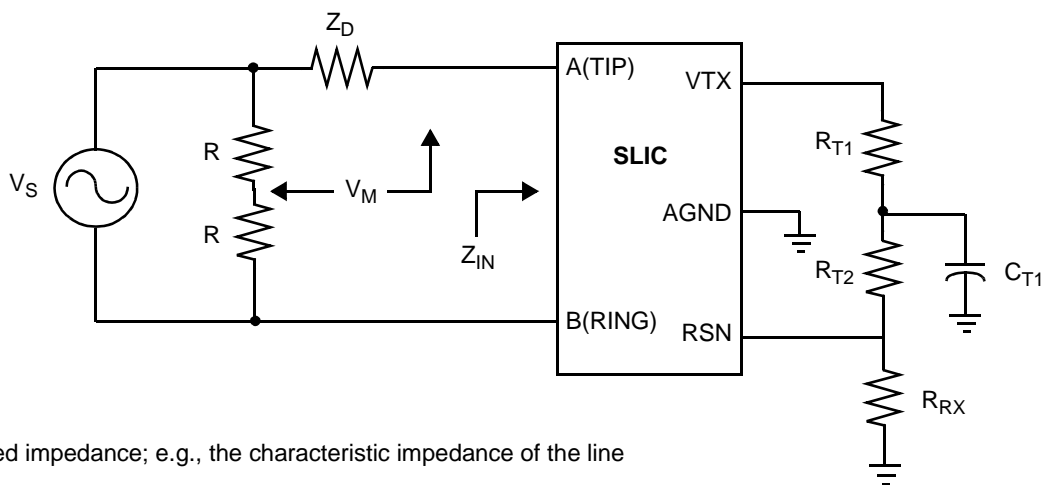 Z_D
A(TIP)
VTX
R
R_T1
SLIC
V_S
V_M
AGND
R
Z_IN
R_T2
C_T1
B(RING)
RSN
R_RX
ed impedance; e.g., the characteristic impedance of the line